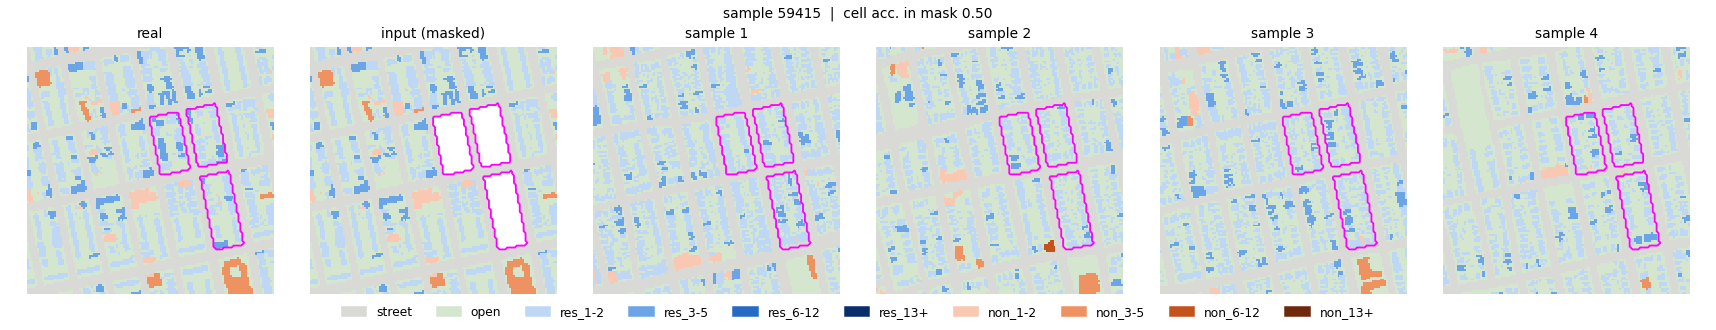 sample 59415  |  cell acc. in mask 0.50
real
input (masked)
sample 1
sample 2
sample 3
sample 4
street
open
res_1-2
res_3-5
res_6-12
res_13+
non_1-2
non_3-5
non_6-12
non_13+